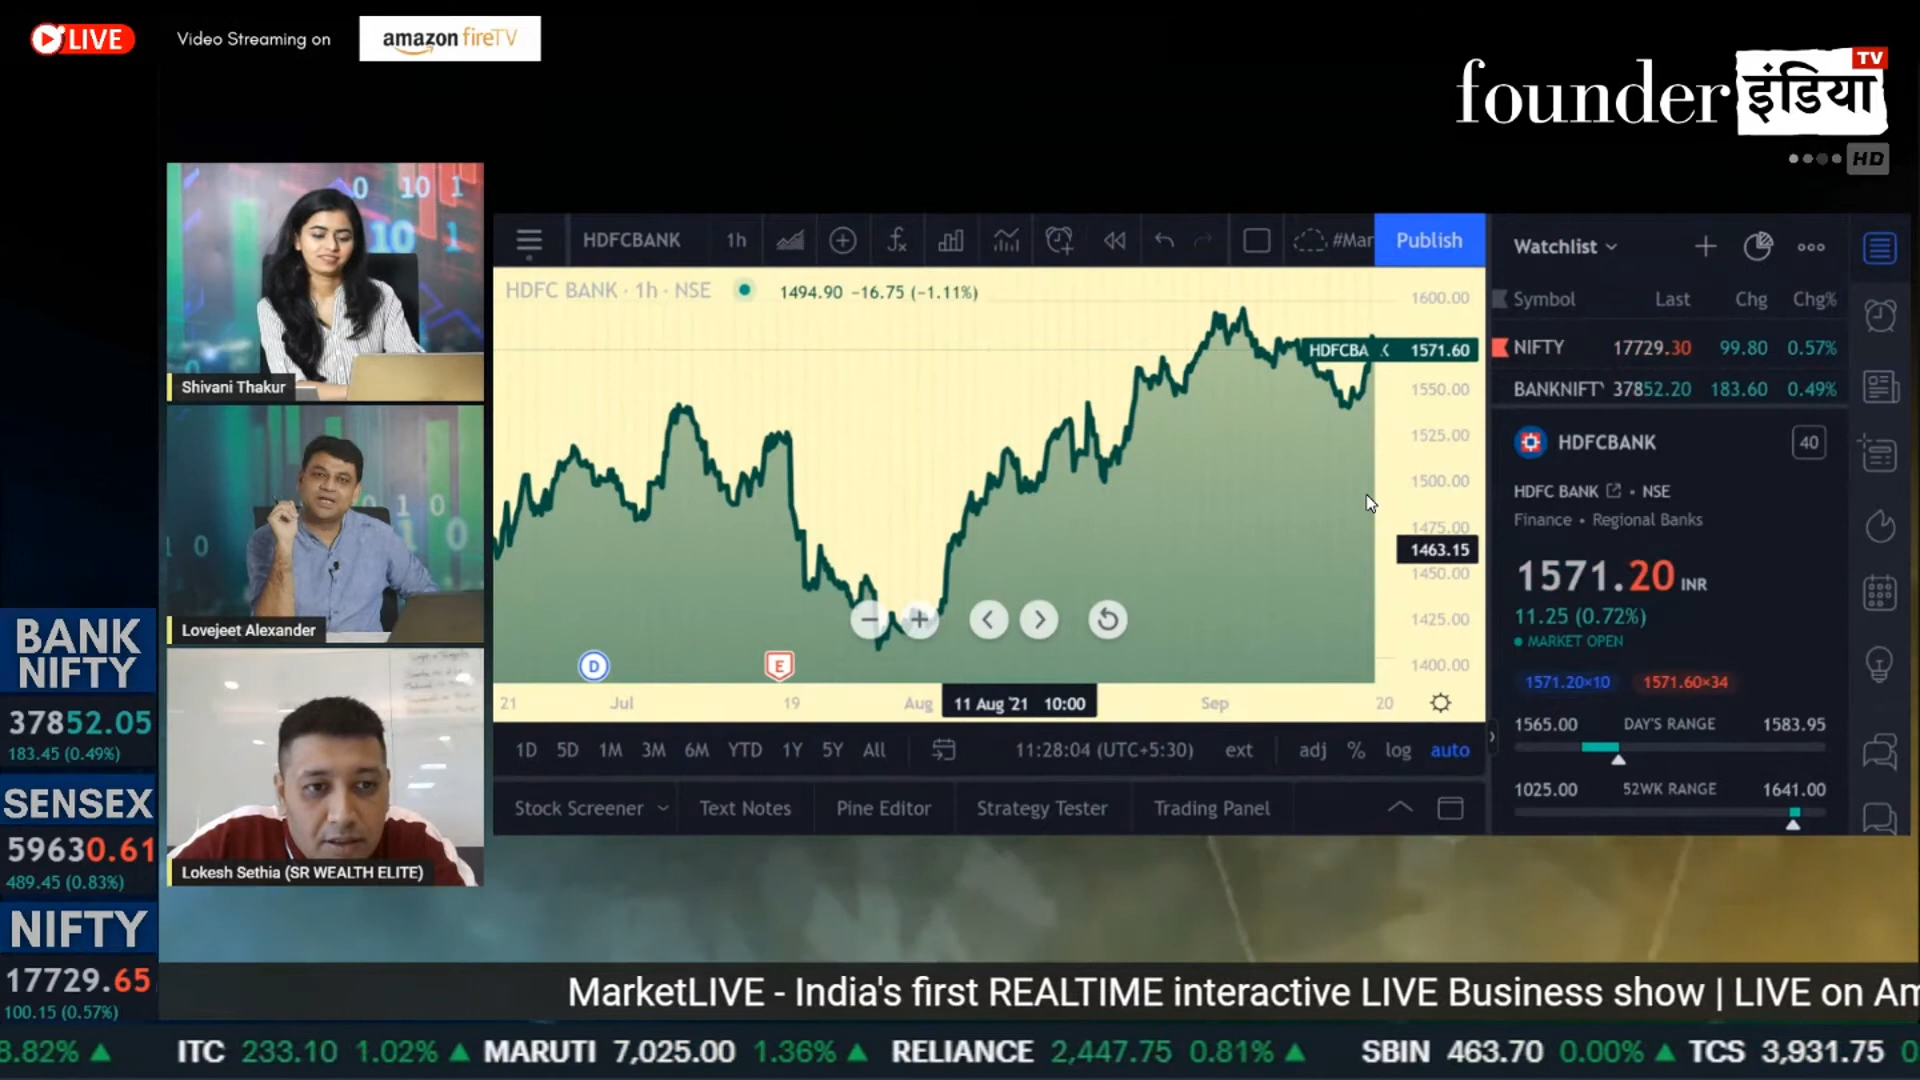 LIVE
Video Streaming on
amazon fireTV
founder इंडिया TV
HD
Shivani Thakur
Lovejeet Alexander
Lokesh Sethia (SR WEALTH ELITE)
BANK
NIFTY
37852.05
183.45 (0.49%)
SENSEX
59630.61
489.45 (0.83%)
NIFTY
17729.65
100.15 (0.57%)
HDFCBANK 1h #Mar Publish
HDFC BANK · 1h · NSE 1494.90 −16.75 (−1.11%)
1600.00
HDFCBA K 1571.60
1550.00
1525.00
1500.00
1475.00
1463.15
1450.00
1425.00
1400.00
D E
21 Jul 19 Aug 11 Aug '21 10:00 Sep 20
1D 5D 1M 3M 6M YTD 1Y 5Y All 11:28:04 (UTC+5:30) ext adj % log auto
Stock Screener Text Notes Pine Editor Strategy Tester Trading Panel
Watchlist
Symbol Last Chg Chg%
NIFTY 17729.30 99.80 0.57%
BANKNIFTY 37852.20 183.60 0.49%
HDFCBANK 40
HDFC BANK • NSE
Finance • Regional Banks
1571.20 INR
11.25 (0.72%)
MARKET OPEN
1571.20×10 1571.60×34
1565.00 DAY'S RANGE 1583.95
1025.00 52WK RANGE 1641.00
0 10 1
10 1
MarketLIVE - India's first REALTIME interactive LIVE Business show | LIVE on Am
8.82% ▲ ITC 233.10 1.02% ▲ MARUTI 7,025.00 1.36% ▲ RELIANCE 2,447.75 0.81% ▲ SBIN 463.70 0.00% ▲ TCS 3,931.75 0